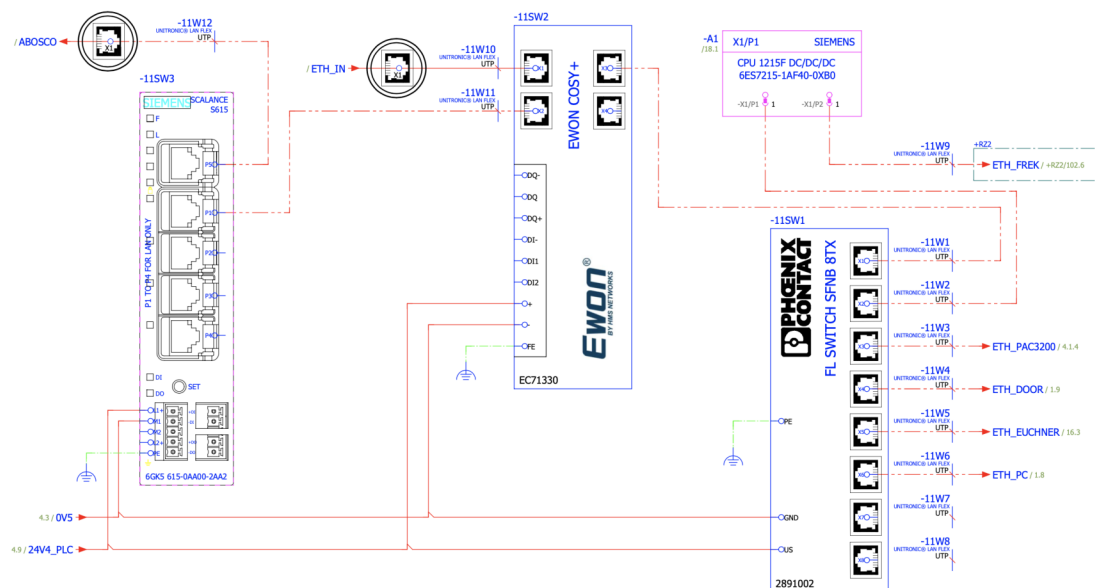 / ABOSCO
X1
-11W12
UNITRONIC® LAN FLEX
UTP
-11SW3
SIEMENS
SCALANCE
S615
F
L
P5
P1
P2
P3
P4
P1 TO P4 FOR LAN ONLY
DI
DO
SET
L1+
M1
M2
L2+
PE
+DI
-DI
+DO
-DO
6GK5 615-0AA00-2AA2
4.3 / 0V5
4.9 / 24V4_PLC
/ ETH_IN
X1
-11W10
UNITRONIC® LAN FLEX
UTP
-11W11
UNITRONIC® LAN FLEX
UTP
-11SW2
X1
X2
X3
X4
EWON COSY+
DQ-
DQ
DQ+
DI-
DI1
DI2
+
-
FE
Ewon®
BY HMS NETWORKS
EC71330
-A1
/18.1
X1/P1
SIEMENS
CPU 1215F DC/DC/DC
6ES7215-1AF40-0XB0
-X1/P1
1
-X1/P2
1
-11W9
UNITRONIC® LAN FLEX
UTP
+RZ2
ETH_FREK / +RZ2/102.6
-11SW1
PHŒNIX
CONTACT
FL SWITCH SFNB 8TX
PE
GND
US
2891002
X1
-11W1
UNITRONIC® LAN FLEX
UTP
X2
-11W2
UNITRONIC® LAN FLEX
UTP
X3
-11W3
UNITRONIC® LAN FLEX
UTP
ETH_PAC3200 / 4.1.4
X4
-11W4
UNITRONIC® LAN FLEX
UTP
ETH_DOOR / 1.9
X5
-11W5
UNITRONIC® LAN FLEX
UTP
ETH_EUCHNER / 16.3
X6
-11W6
UNITRONIC® LAN FLEX
UTP
ETH_PC / 1.8
X7
-11W7
UNITRONIC® LAN FLEX
UTP
X8
-11W8
UNITRONIC® LAN FLEX
UTP